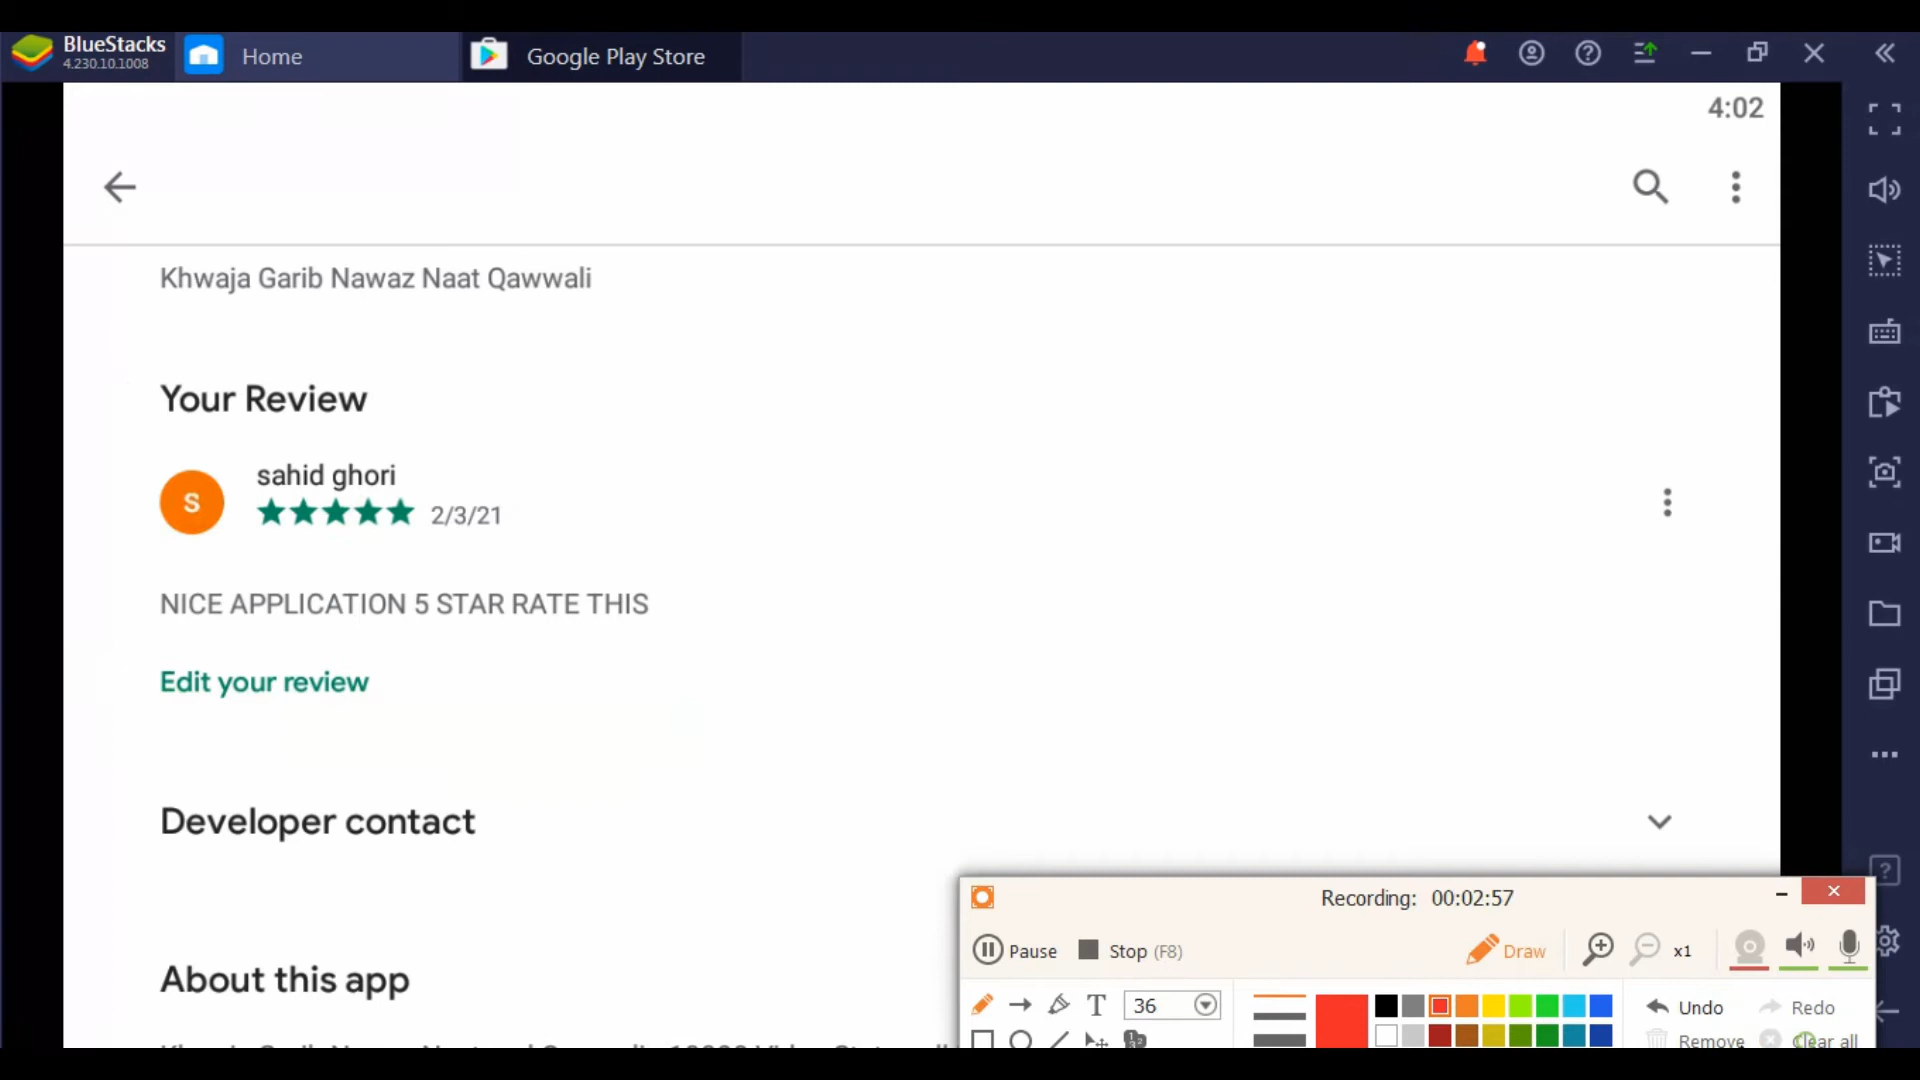 BlueStacks
4.230.10.1008
Home
Google Play Store
4:02
Khwaja Garib Nawaz Naat Qawwali
Your Review
S
sahid ghori
2/3/21
NICE APPLICATION 5 STAR RATE THIS
Edit your review
Developer contact
About this app
Recording: 00:02:57
Pause
Stop (F8)
Draw
x1
T
36
Undo
Redo
Remove
Clear all